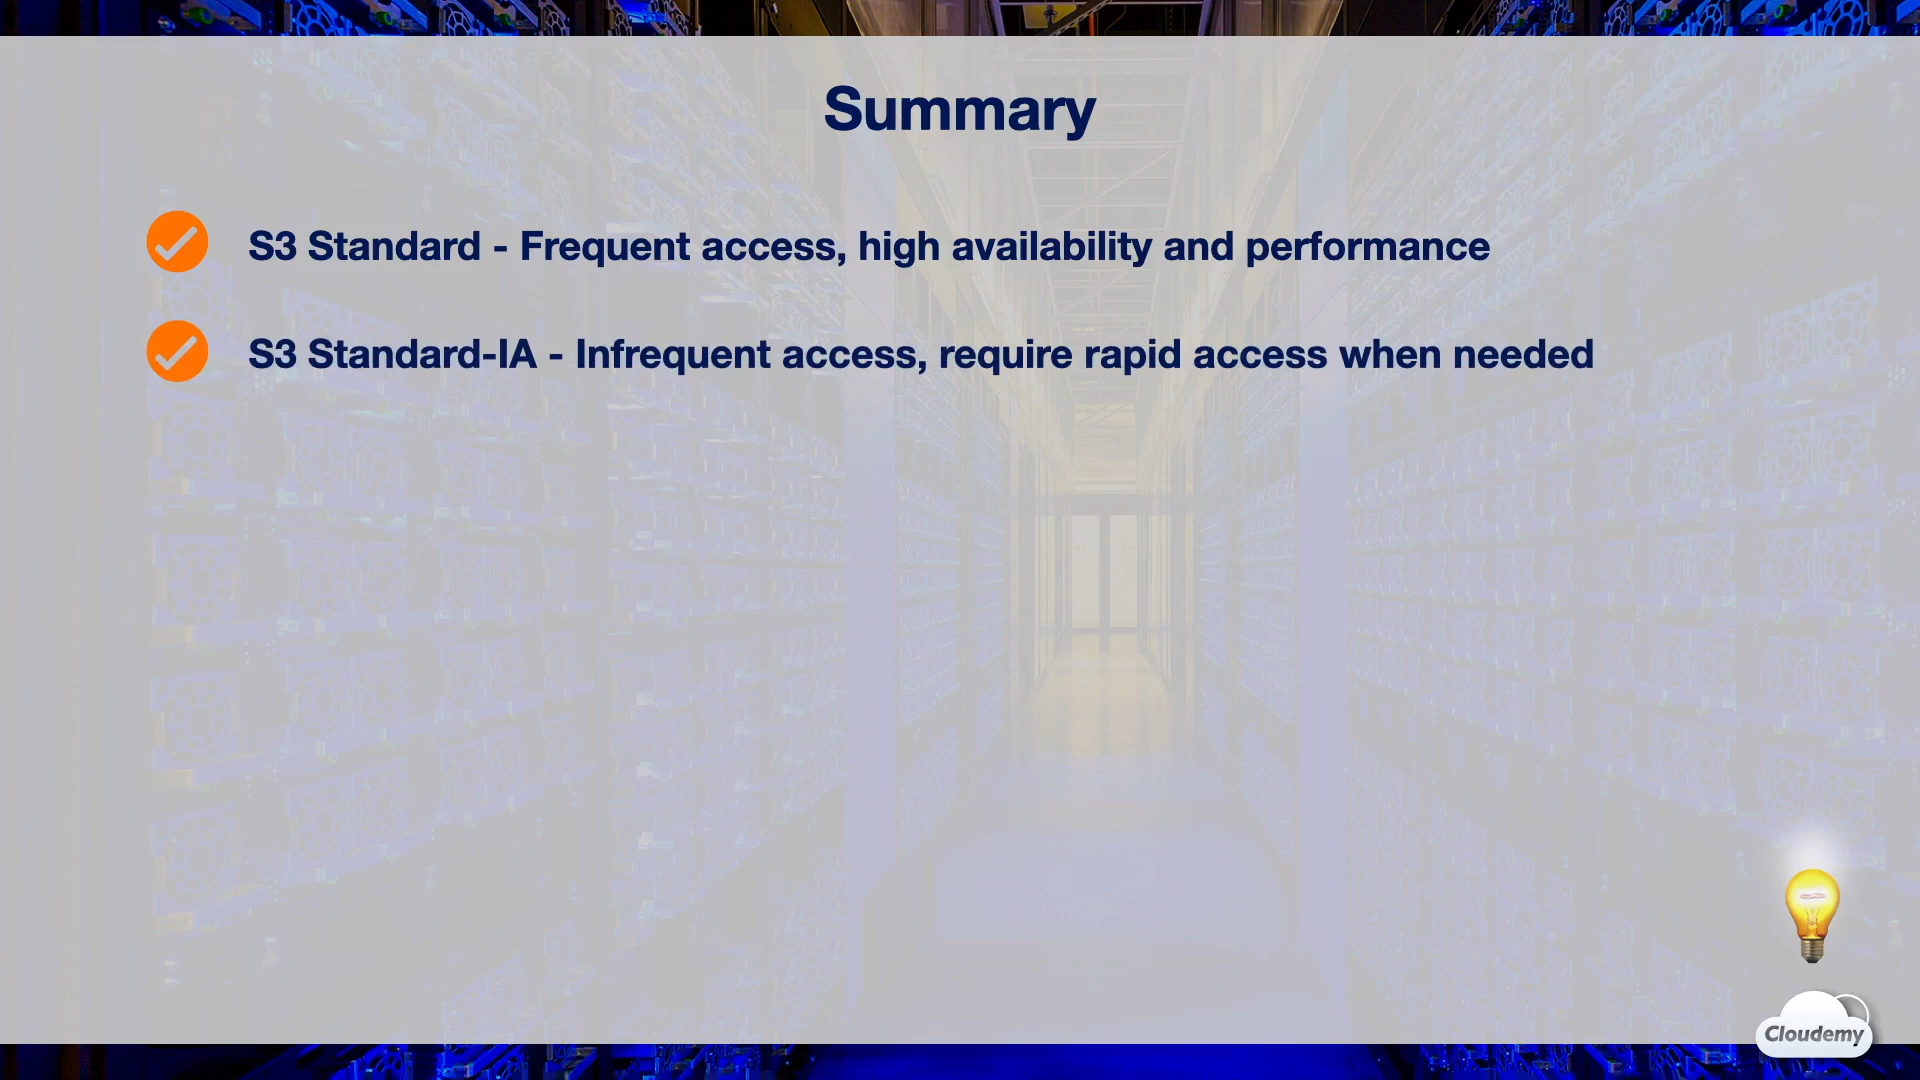 Summary
S3 Standard - Frequent access, high availability and performance
S3 Standard-IA - Infrequent access, require rapid access when needed
Cloudemy